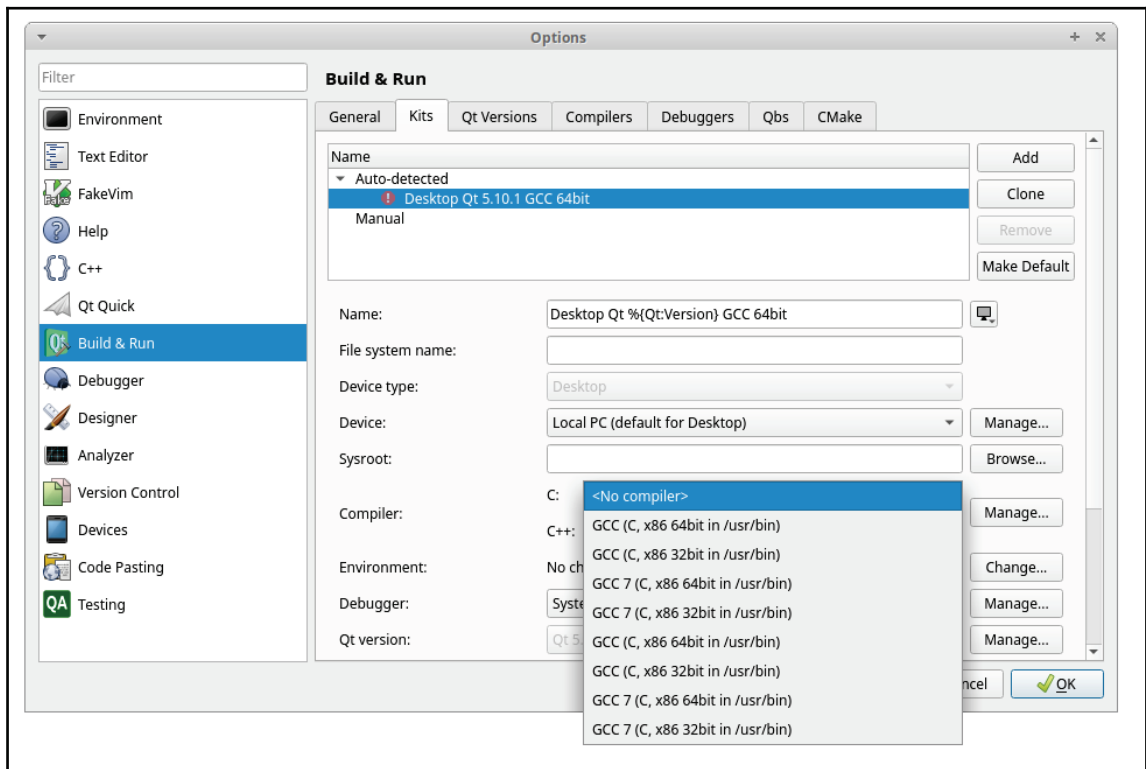 Options
Filter
Build & Run
Environment
Text Editor
FakeVim
Help
C++
Qt Quick
Build & Run
Debugger
Designer
Analyzer
Version Control
Devices
Code Pasting
Testing
General Kits Qt Versions Compilers Debuggers Qbs CMake
Name
Auto-detected
Desktop Qt 5.10.1 GCC 64bit
Manual
Add
Clone
Remove
Make Default
Name: Desktop Qt %{Qt:Version} GCC 64bit
File system name:
Device type: Desktop
Device: Local PC (default for Desktop) Manage...
Sysroot: Browse...
Compiler: C: C++: Manage...
<No compiler>
GCC (C, x86 64bit in /usr/bin)
GCC (C, x86 32bit in /usr/bin)
GCC 7 (C, x86 64bit in /usr/bin)
GCC 7 (C, x86 32bit in /usr/bin)
GCC (C, x86 64bit in /usr/bin)
GCC (C, x86 32bit in /usr/bin)
GCC 7 (C, x86 64bit in /usr/bin)
GCC 7 (C, x86 32bit in /usr/bin)
Environment: No ch Change...
Debugger: Syste Manage...
Qt version: Qt 5. Manage...
ncel OK